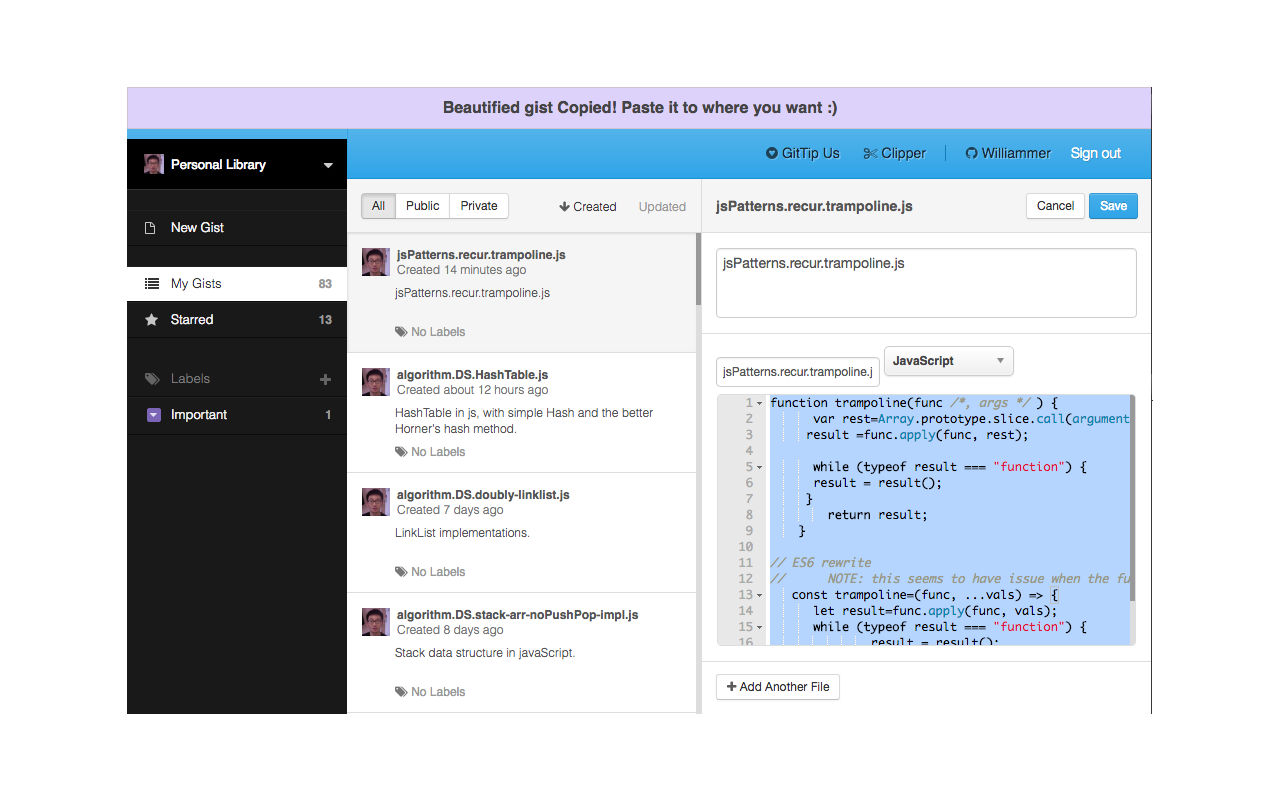 Beautified gist Copied! Paste it to where you want :)
Personal Library
GitTip Us Clipper Williammer Sign out
New Gist
My Gists 83
Starred 13
Labels
Important 1
All Public Private Created Updated
jsPatterns.recur.trampoline.js
Created 14 minutes ago
jsPatterns.recur.trampoline.js
No Labels
algorithm.DS.HashTable.js
Created about 12 hours ago
HashTable in js, with simple Hash and the better
Horner's hash method.
No Labels
algorithm.DS.doubly-linklist.js
Created 7 days ago
LinkList implementations.
No Labels
algorithm.DS.stack-arr-noPushPop-impl.js
Created 8 days ago
Stack data structure in javaScript.
No Labels
jsPatterns.recur.trampoline.js Cancel Save
jsPatterns.recur.trampoline.js
jsPatterns.recur.trampoline.j JavaScript
1 function trampoline(func /*, args */ ) {
2 var rest=Array.prototype.slice.call(argument
3 result =func.apply(func, rest);
4
5 while (typeof result === "function") {
6 result = result();
7 }
8 return result;
9 }
10
11 // ES6 rewrite
12 // NOTE: this seems to have issue when the fu
13 const trampoline=(func, ...vals) => {
14 let result=func.apply(func, vals);
15 while (typeof result === "function") {
16 result = result();
Add Another File